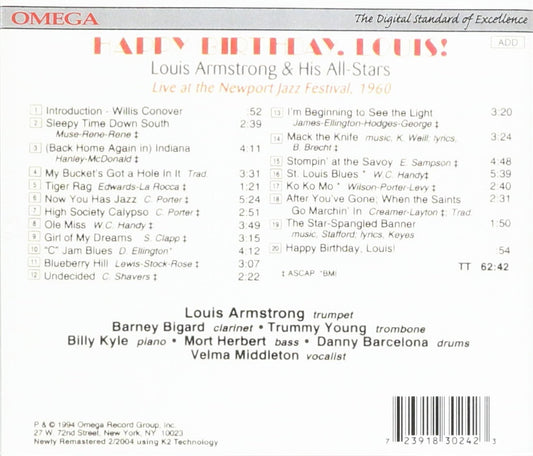 OMEGA The Digital Standard of Excellence
HAPPY BIRTHDAY, LOUIS! ADD
Louis Armstrong & His All-Stars
Live at the Newport Jazz Festival, 1960
1 Introduction - Willis Conover :52
2 Sleepy Time Down South 2:39
Muse-Rene-Rene ‡
3 (Back Home Again in) Indiana 4:11
Hanley-McDonald ‡
4 My Bucket's Got a Hole In It Trad. 3:31
5 Tiger Rag Edwards-La Rocca ‡ 1:21
6 Now You Has Jazz C. Porter ‡ 5:24
7 High Society Calypso C. Porter ‡ 2:51
8 Ole Miss W.C. Handy ‡ 3:49
9 Girl of My Dreams S. Clapp ‡ 3:15
10 "C" Jam Blues D. Ellington* 4:12
11 Blueberry Hill Lewis-Stock-Rose ‡ 3:07
12 Undecided C. Shavers ‡ 2:22
13 I'm Beginning to See the Light 3:20
James-Ellington-Hodges-George ‡
14 Mack the Knife music, K. Weill; lyrics, 3:24
B. Brecht ‡
15 Stompin' at the Savoy E. Sampson ‡ 4:48
16 St. Louis Blues * W.C. Handy‡ 5:39
17 Ko Ko Mo * Wilson-Porter-Levy ‡ 2:40
18 After You've Gone; When the Saints 2:31
Go Marchin' In Creamer-Layton ‡; Trad.
19 The Star-Spangled Banner 1:50
music, Stafford; lyrics, Keyes
20 Happy Birthday, Louis! :54
TT 62:42
‡ ASCAP *BMI
Louis Armstrong trumpet
Barney Bigard clarinet • Trummy Young trombone
Billy Kyle piano • Mort Herbert bass • Danny Barcelona drums
Velma Middleton vocalist
P & © 1994 Omega Record Group, Inc.
27 W. 72nd Street, New York, NY 10023
Newly Remastered 2/2004 using K2 Technology
7 23918 30242 3